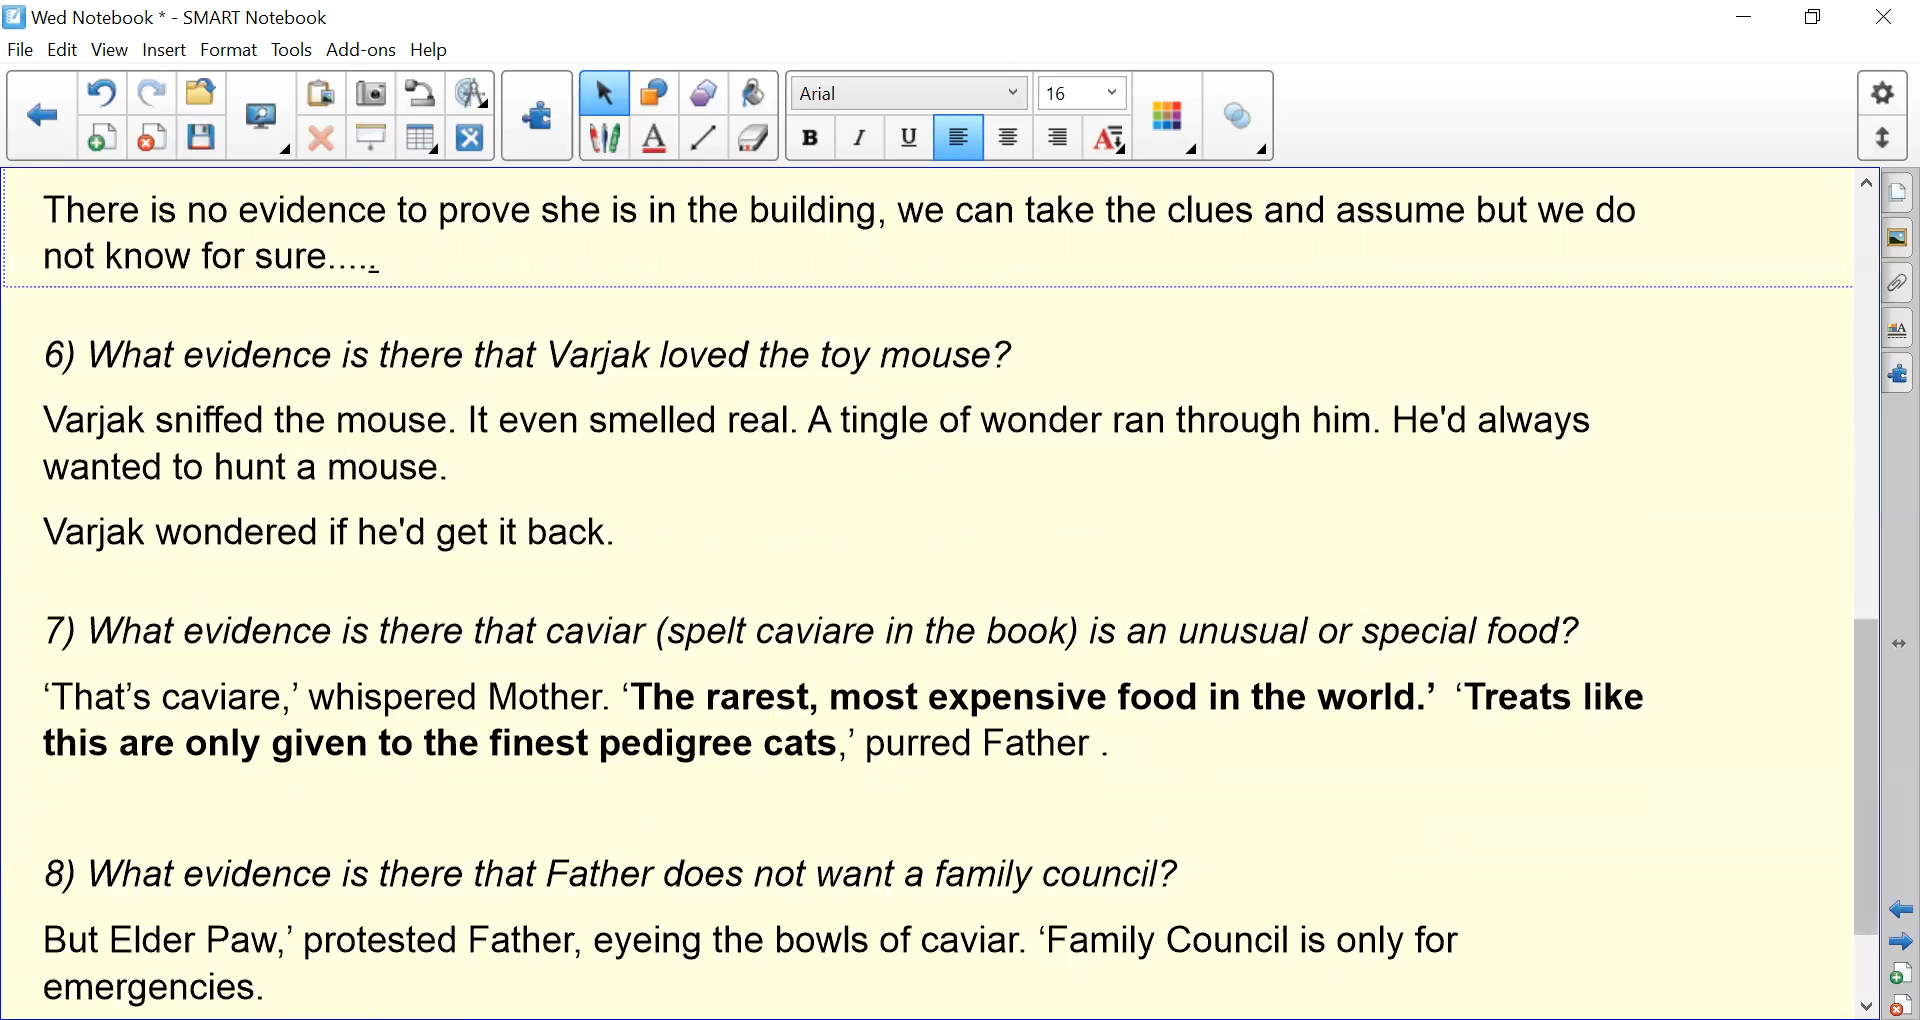 Wed Notebook * - SMART Notebook
File Edit View Insert Format Tools Add-ons Help
Arial 16
B I U A
There is no evidence to prove she is in the building, we can take the clues and assume but we do
not know for sure.....
6) What evidence is there that Varjak loved the toy mouse?
Varjak sniffed the mouse. It even smelled real. A tingle of wonder ran through him. He'd always
wanted to hunt a mouse.
Varjak wondered if he'd get it back.
7) What evidence is there that caviar (spelt caviare in the book) is an unusual or special food?
‘That’s caviare,’ whispered Mother. ‘The rarest, most expensive food in the world.’ ‘Treats like
this are only given to the finest pedigree cats,’ purred Father .
8) What evidence is there that Father does not want a family council?
But Elder Paw,’ protested Father, eyeing the bowls of caviar. ‘Family Council is only for
emergencies.